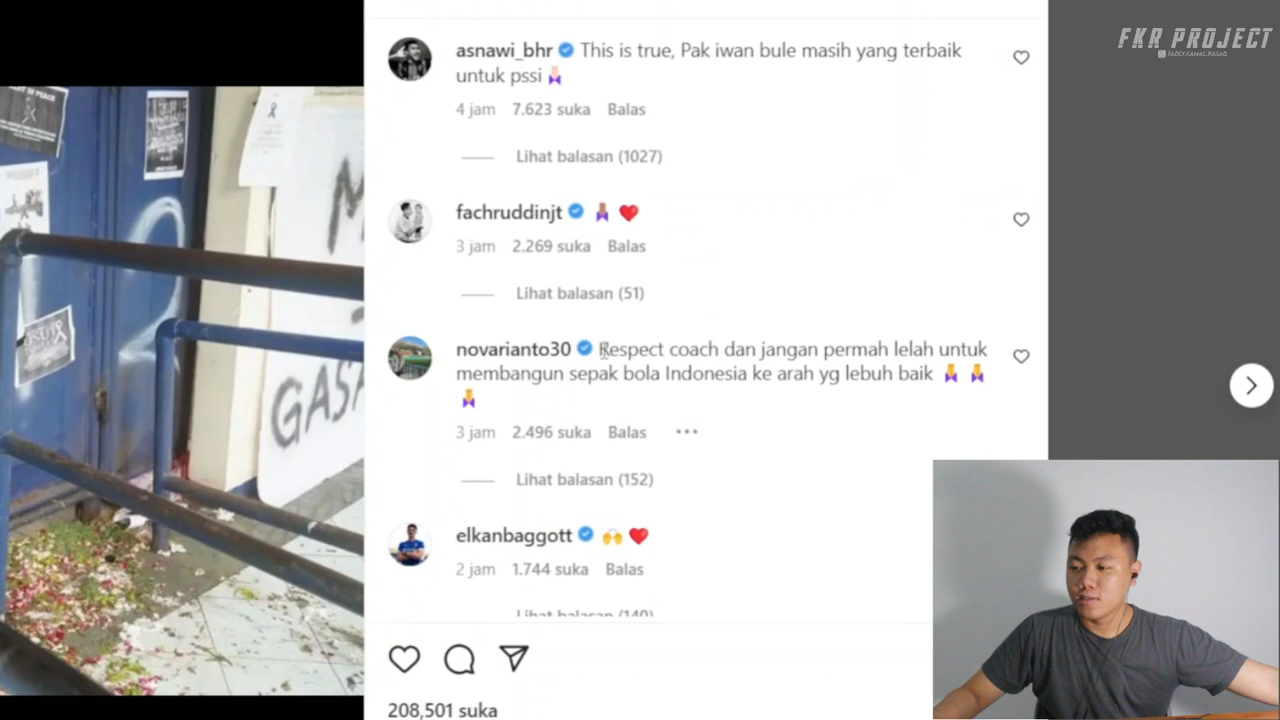 FKR PROJECT
FADLY.KAMAL.RASAD
asnawi_bhr This is true, Pak iwan bule masih yang terbaik
untuk pssi
4 jam 7.623 suka Balas
Lihat balasan (1027)
fachruddinjt
3 jam 2.269 suka Balas
Lihat balasan (51)
novarianto30 Respect coach dan jangan permah lelah untuk
membangun sepak bola Indonesia ke arah yg lebuh baik
3 jam 2.496 suka Balas
Lihat balasan (152)
elkanbaggott
2 jam 1.744 suka Balas
Lihat balasan (140)
208,501 suka
GASA